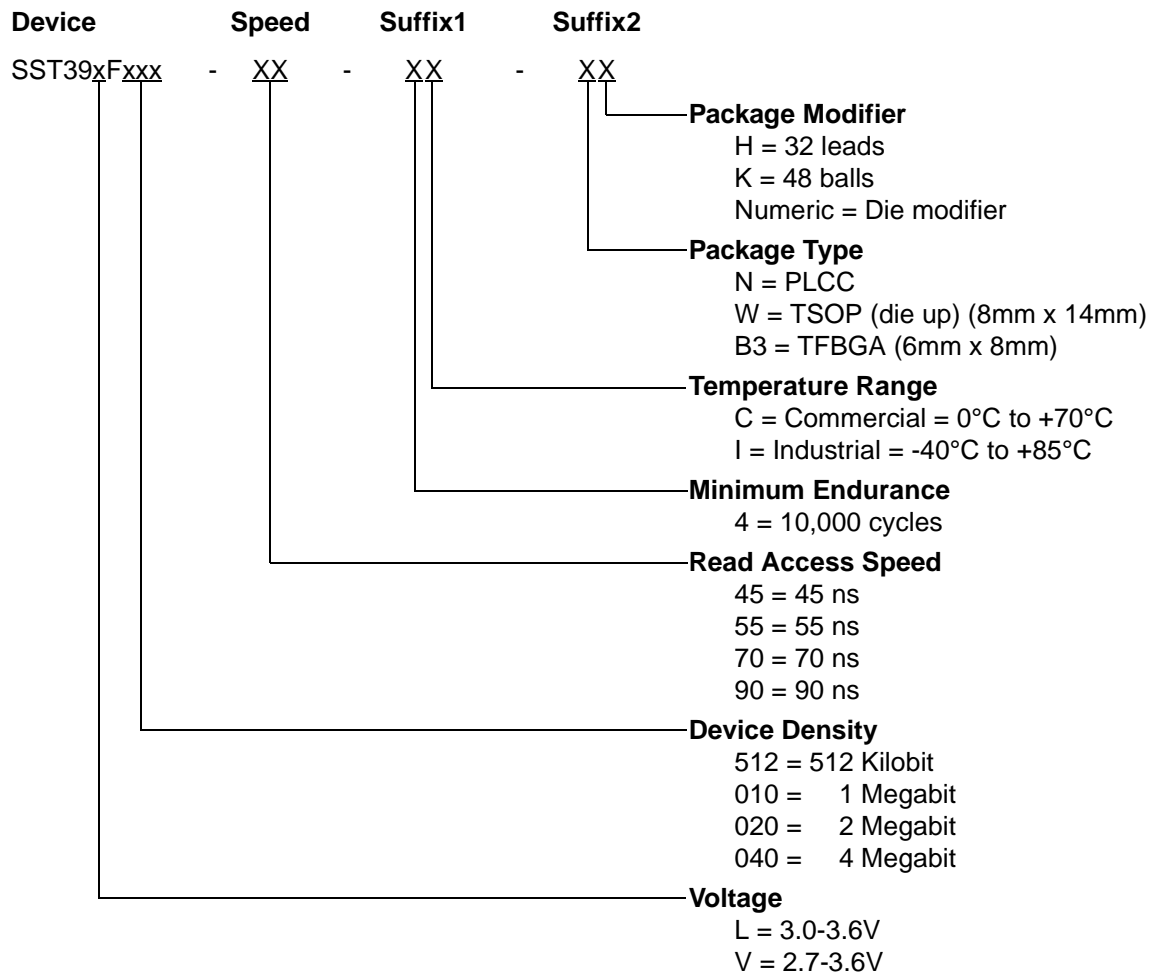 Device Speed Suffix1 Suffix2
SST39xFxxx - XX - XX - XX
Package Modifier
H = 32 leads
K = 48 balls
Numeric = Die modifier
Package Type
N = PLCC
W = TSOP (die up) (8mm x 14mm)
B3 = TFBGA (6mm x 8mm)
Temperature Range
C = Commercial = 0°C to +70°C
I = Industrial = -40°C to +85°C
Minimum Endurance
4 = 10,000 cycles
Read Access Speed
45 = 45 ns
55 = 55 ns
70 = 70 ns
90 = 90 ns
Device Density
512 = 512 Kilobit
010 = 1 Megabit
020 = 2 Megabit
040 = 4 Megabit
Voltage
L = 3.0-3.6V
V = 2.7-3.6V